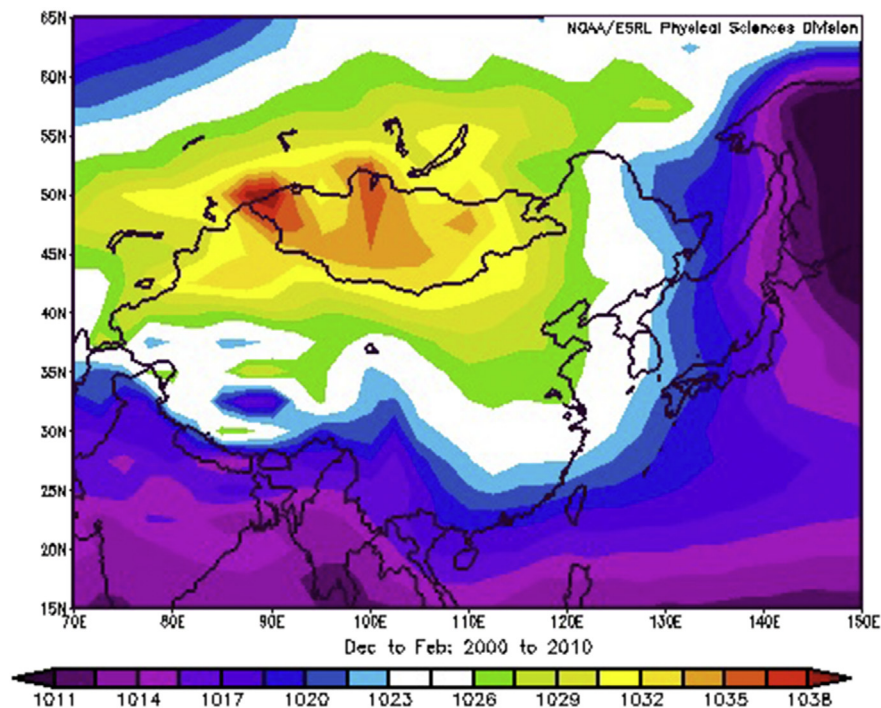 NOAA/ESRL Physical Sciences Division
65N
60N
55N
50N
45N
40N
35N
30N
25N
20N
15N
70E 80E 90E 100E 110E 120E 130E 140E 150E
Dec to Feb: 2000 to 2010
1011 1014 1017 1020 1023 1026 1029 1032 1035 1038